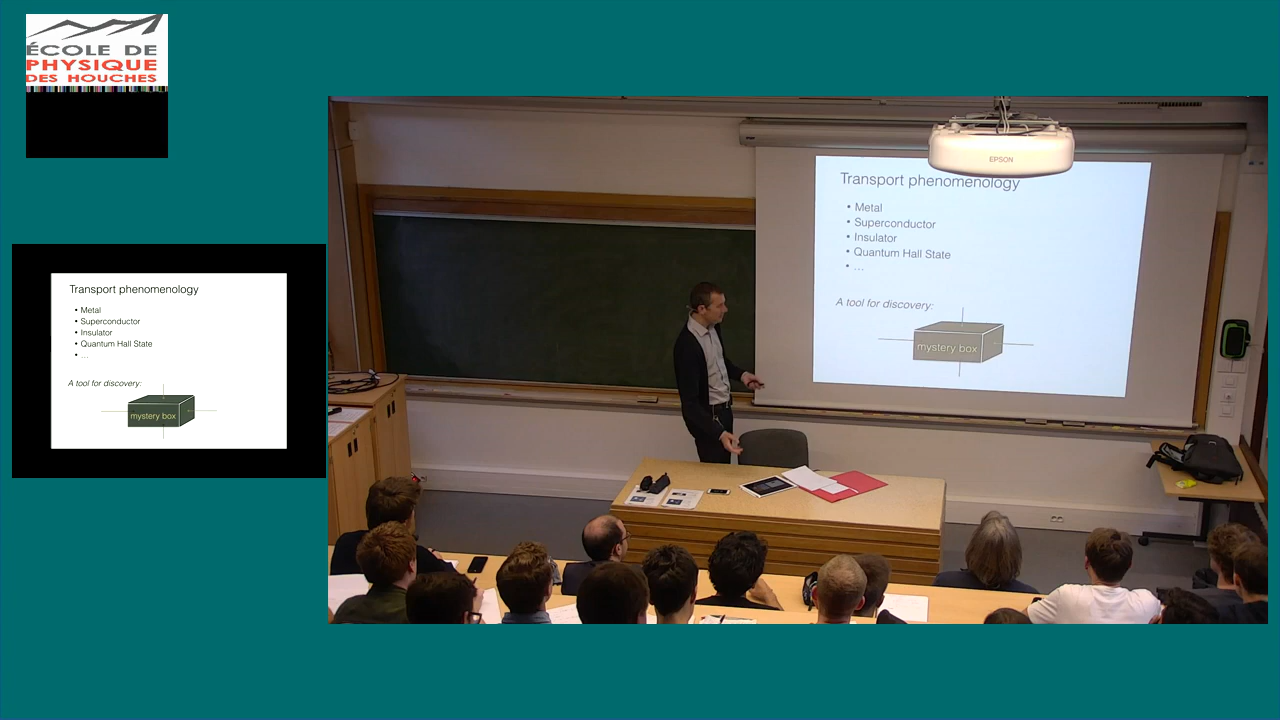 ÉCOLE DE
PHYSIQUE
DES HOUCHES
Transport phenomenology
• Metal
• Superconductor
• Insulator
• Quantum Hall State
• ...
A tool for discovery:
mystery box
EPSON
Transport phenomenology
• Metal
• Superconductor
• Insulator
• Quantum Hall State
• ...
A tool for discovery:
mystery box